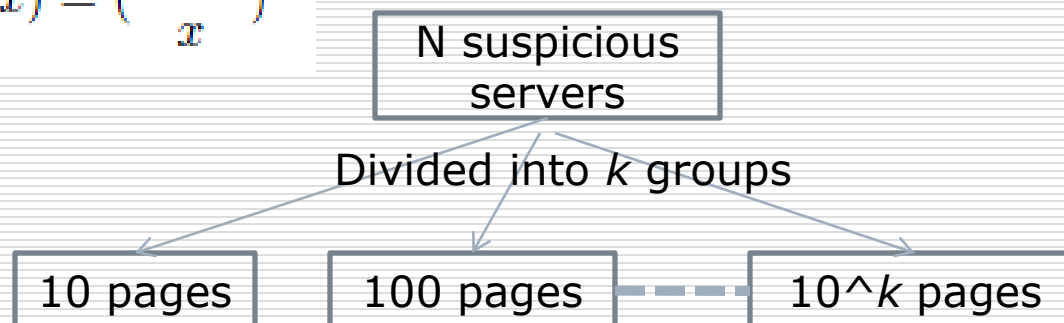 x) = (
x
N suspicious
servers
Divided into k groups
10 pages
100 pages
10^k pages